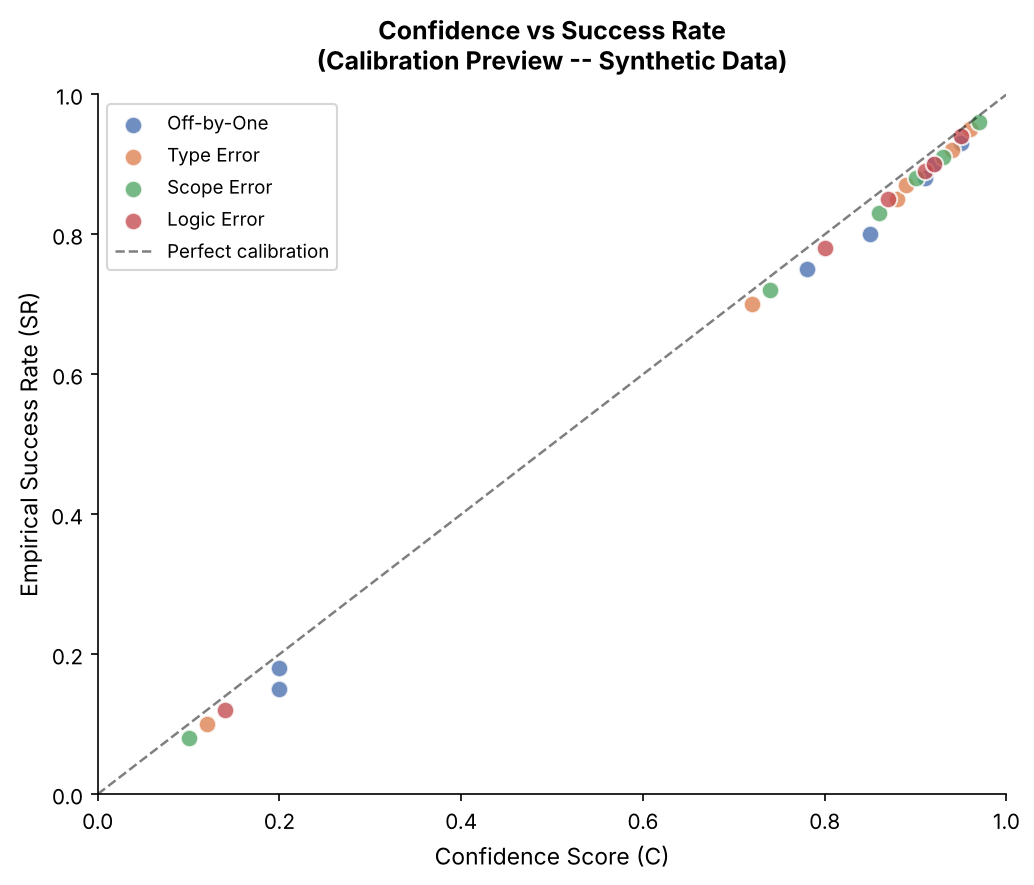 Confidence vs Success Rate
(Calibration Preview -- Synthetic Data)
Off-by-One
Type Error
Scope Error
Logic Error
Perfect calibration
Empirical Success Rate (SR)
1.0
0.8
0.6
0.4
0.2
0.0
0.0 0.2 0.4 0.6 0.8 1.0
Confidence Score (C)